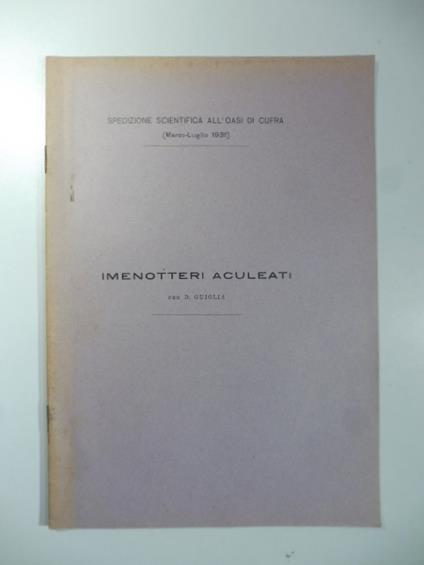 SPEDIZIONE SCIENTIFICA ALL'OASI DI CUFRA
(Marzo-Luglio 1931)
IMENOTTERI ACULEATI
PER D. GUIGLIA